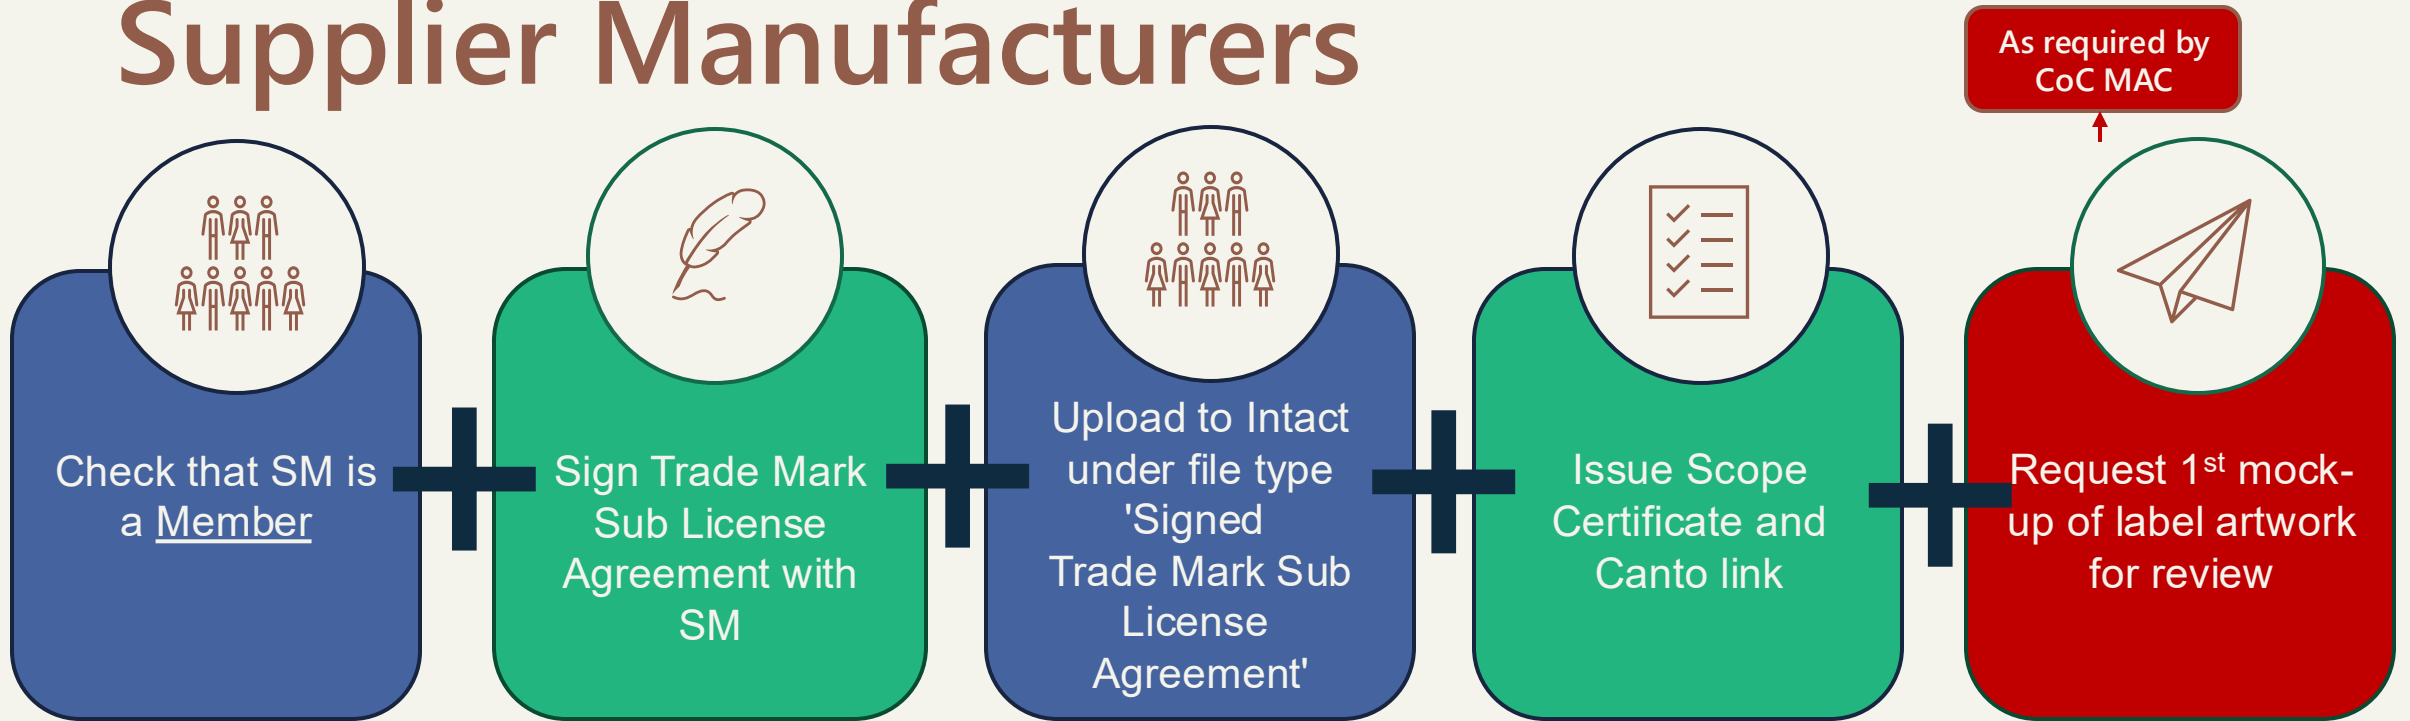 Supplier Manufacturers
As required by
CoC MAC
Check that SM is
a Member
Sign Trade Mark
Sub License
Agreement with
SM
Upload to Intact
under file type
'Signed
Trade Mark Sub
License
Agreement'
Issue Scope
Certificate and
Canto link
Request 1st mock-
up of label artwork
for review